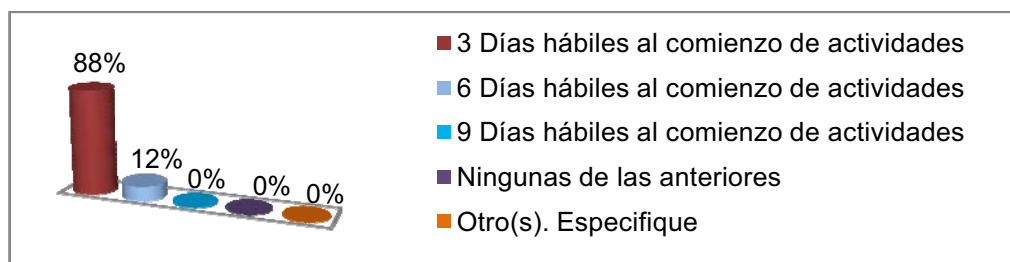 88%
12%
0%
0%
0%
3 Días hábiles al comienzo de actividades
6 Días hábiles al comienzo de actividades
9 Días hábiles al comienzo de actividades
Ningunas de las anteriores
Otro(s). Especifique